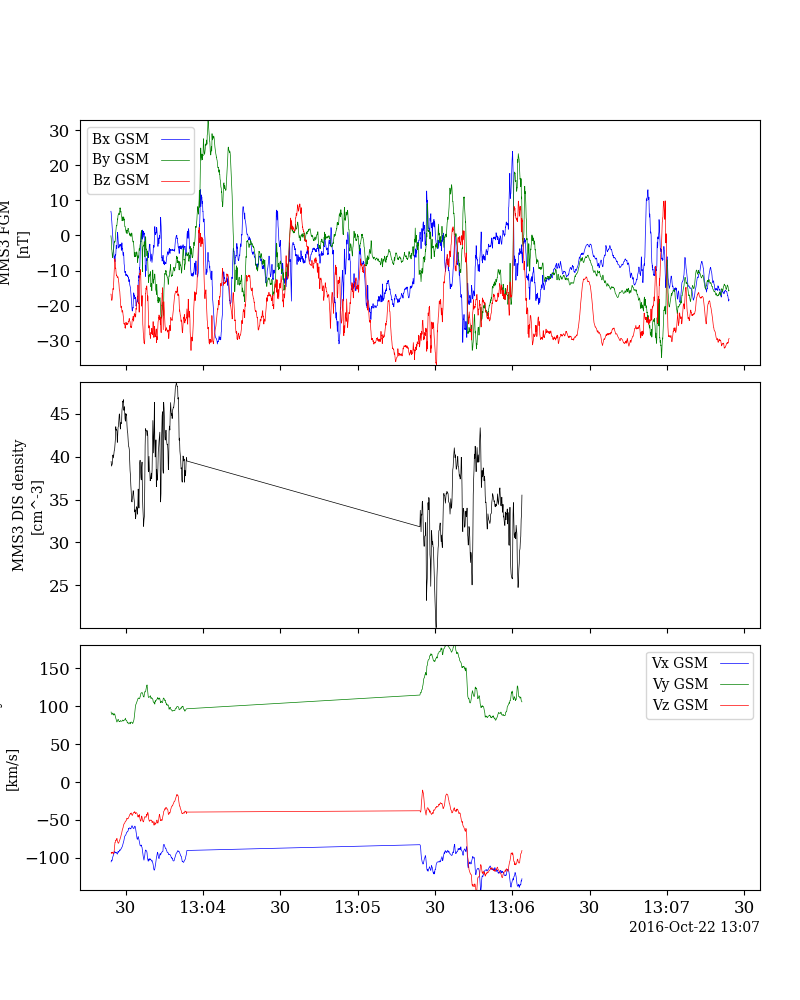 30
20
10
0
−10
−20
−30
MMS3 FGM
[nT]
Bx GSM
By GSM
Bz GSM
45
40
35
30
25
MMS3 DIS density
[cm^-3]
150
100
50
0
−50
−100
[km/s]
Vx GSM
Vy GSM
Vz GSM
30 13:04 30 13:05 30 13:06 30 13:07 30
2016-Oct-22 13:07